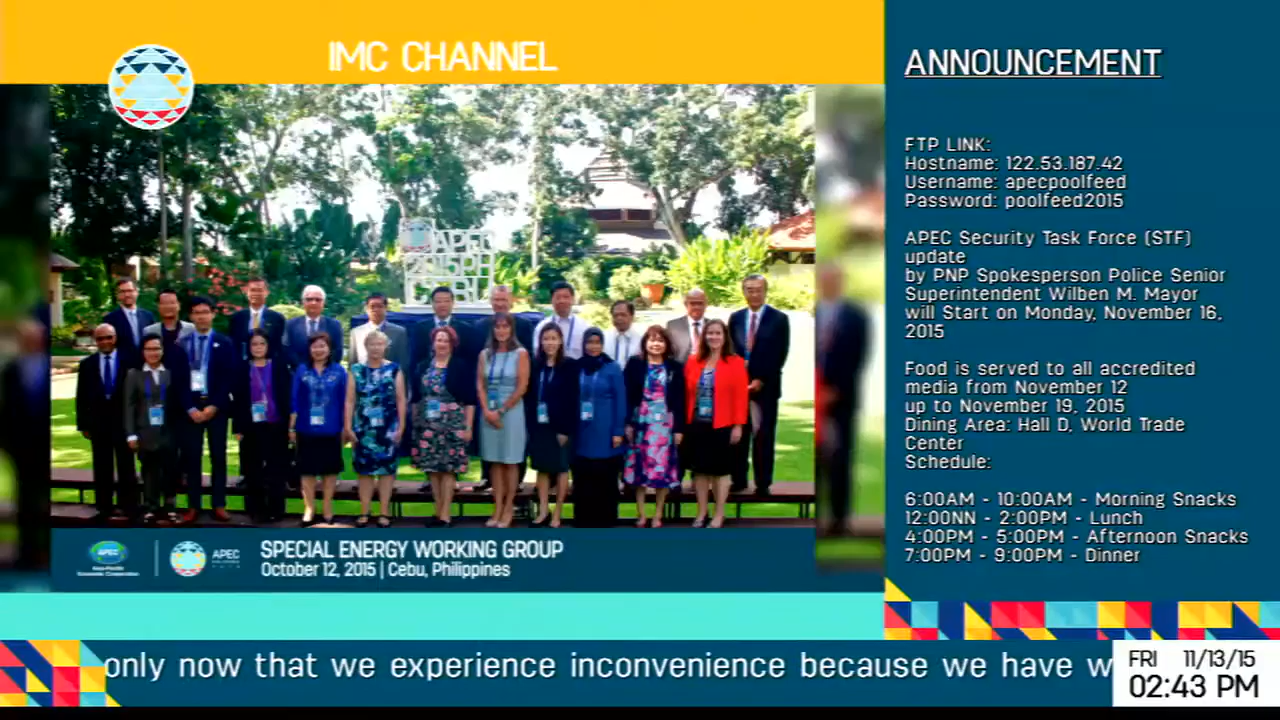 IMC CHANNEL
APEC
2015PH
CEBU
APEC
APEC
SPECIAL ENERGY WORKING GROUP
October 12, 2015 | Cebu, Philippines
ANNOUNCEMENT
FTP LINK:
Hostname: 122.53.187.42
Username: apecpoolfeed
Password: poolfeed2015
APEC Security Task Force (STF)
update
by PNP Spokesperson Police Senior
Superintendent Wilben M. Mayor
will Start on Monday, November 16,
2015
Food is served to all accredited
media from November 12
up to November 19, 2015
Dining Area: Hall D, World Trade
Center
Schedule:
6:00AM - 10:00AM - Morning Snacks
12:00NN - 2:00PM - Lunch
4:00PM - 5:00PM - Afternoon Snacks
7:00PM - 9:00PM - Dinner
only now that we experience inconvenience because we have w
FRI 11/13/15
02:43 PM